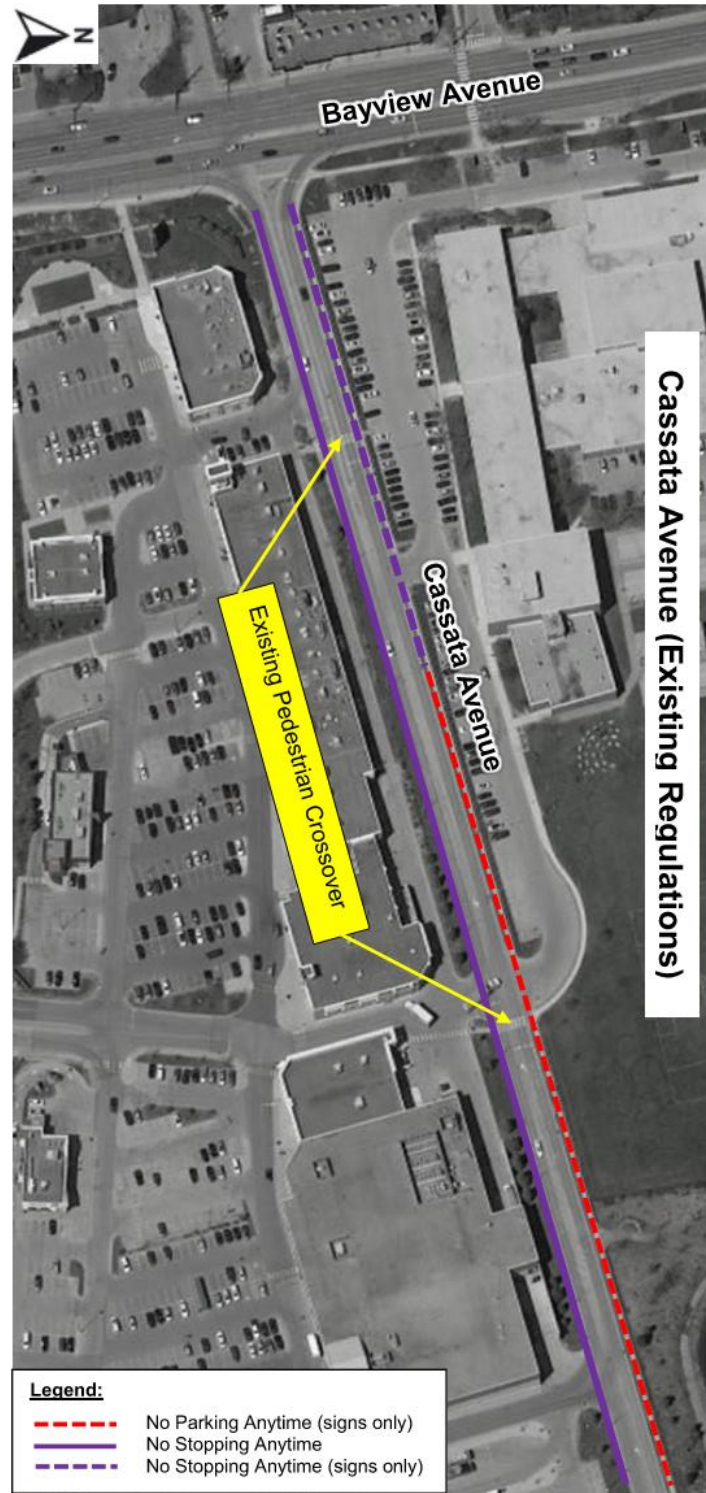 N
Bayview Avenue
Cassata Avenue (Existing Regulations)
Cassata Avenue
Existing Pedestrian Crossover
Legend:
No Parking Anytime (signs only)
No Stopping Anytime
No Stopping Anytime (signs only)